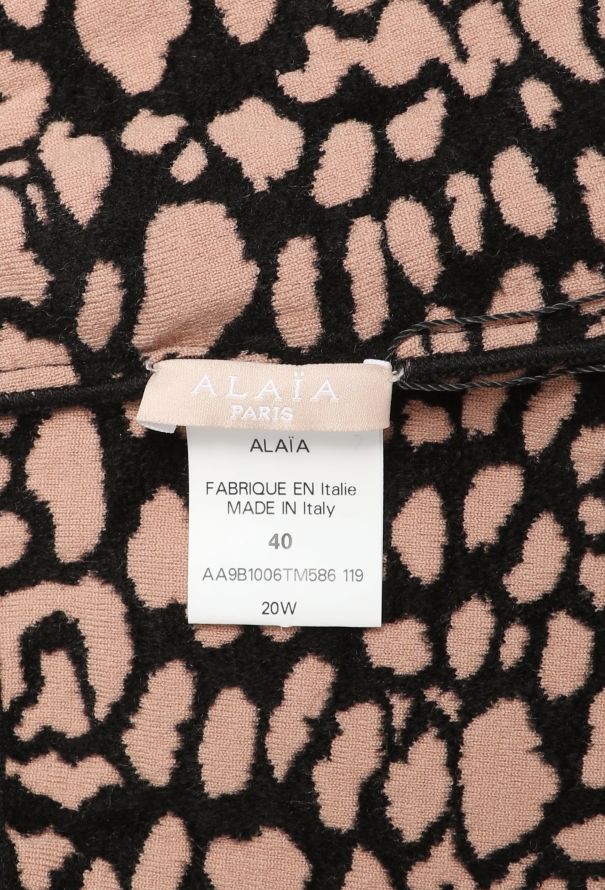 ALAÏA
PARIS
ALAÏA
FABRIQUE EN Italie
MADE IN Italy
40
AA9B1006TM586 119
20W